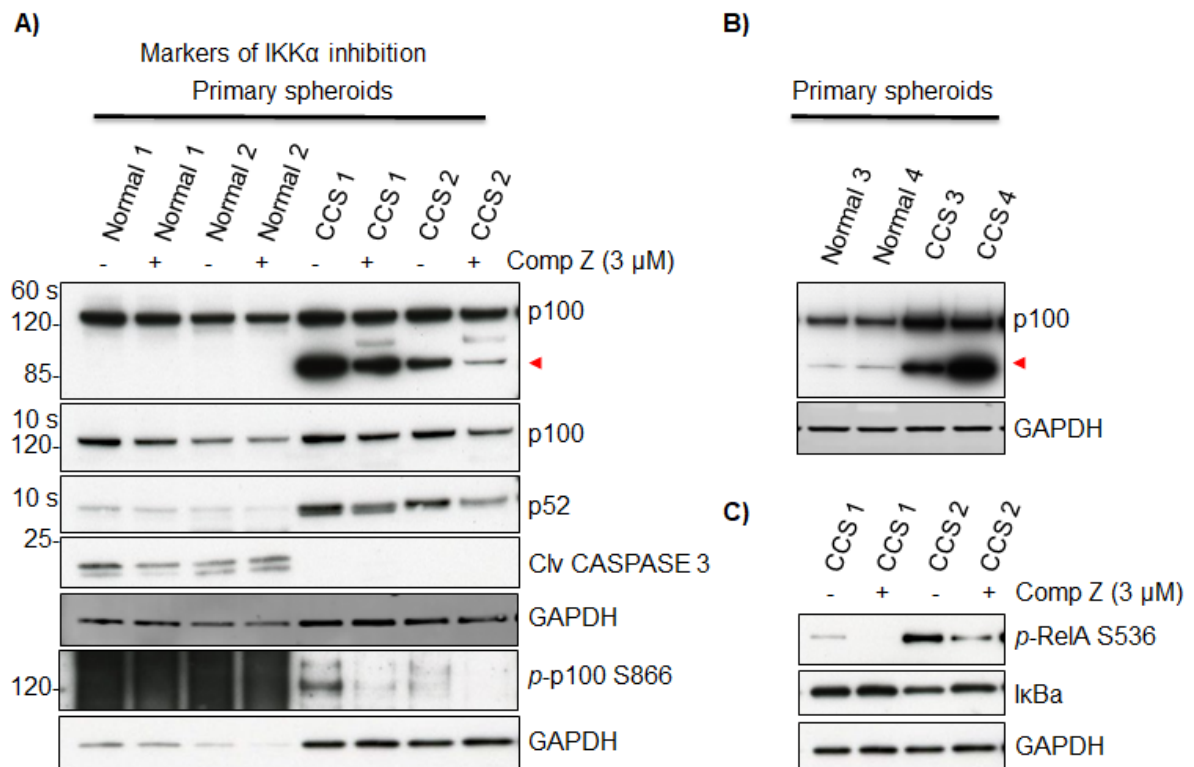 A)
Markers of IKKα inhibition
Primary spheroids
Normal 1
Normal 1
Normal 2
Normal 2
CCS 1
CCS 1
CCS 2
CCS 2
- + - + - + - + Comp Z (3 µM)
60 s
120-
85-
p100
10 s
120-
p100
10 s
p52
25-
Clv CASPASE 3
GAPDH
120-
p-p100 S866
GAPDH
B)
Primary spheroids
Normal 3
Normal 4
CCS 3
CCS 4
p100
GAPDH
C)
CCS 1
CCS 1
CCS 2
CCS 2
- + - + Comp Z (3 µM)
p-RelA S536
IκBa
GAPDH